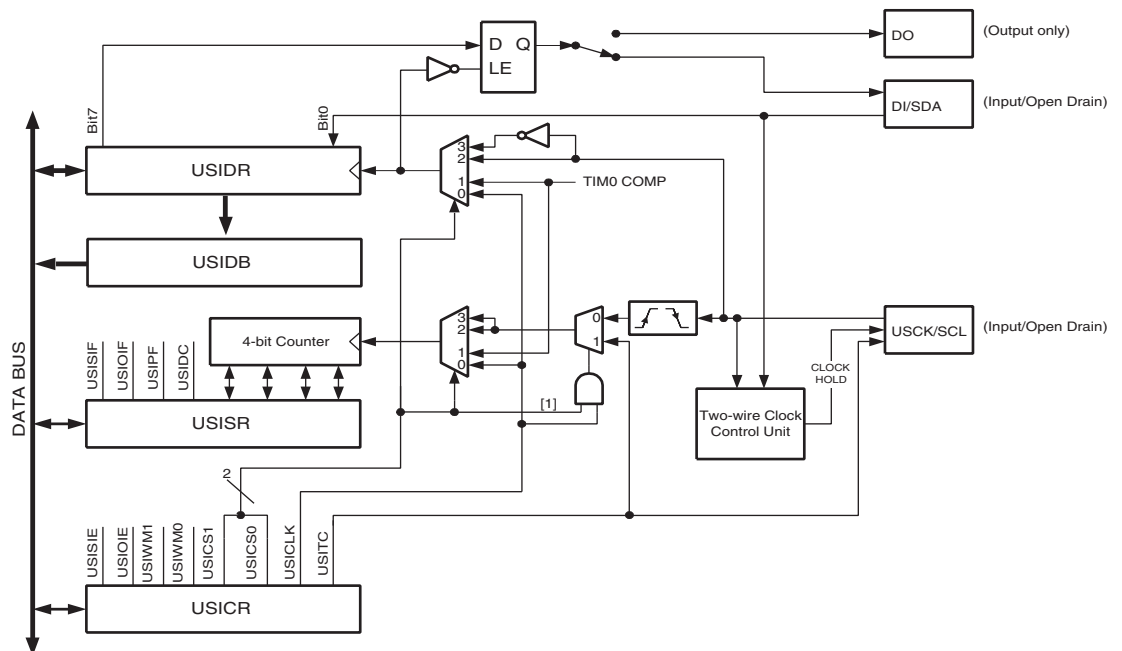 DO
(Output only)
D Q
LE
DI/SDA
(Input/Open Drain)
Bit7
Bit0
USIDR
3
2
1
0
TIM0 COMP
USIDB
DATA BUS
4-bit Counter
3
2
1
0
0
1
USCK/SCL
(Input/Open Drain)
CLOCK
HOLD
USISIF
USIOIF
USIPF
USIDC
[1]
USISR
Two-wire Clock
Control Unit
2
USISIE
USIOIE
USIWM1
USIWM0
USICS1
USICS0
USICLK
USITC
USICR